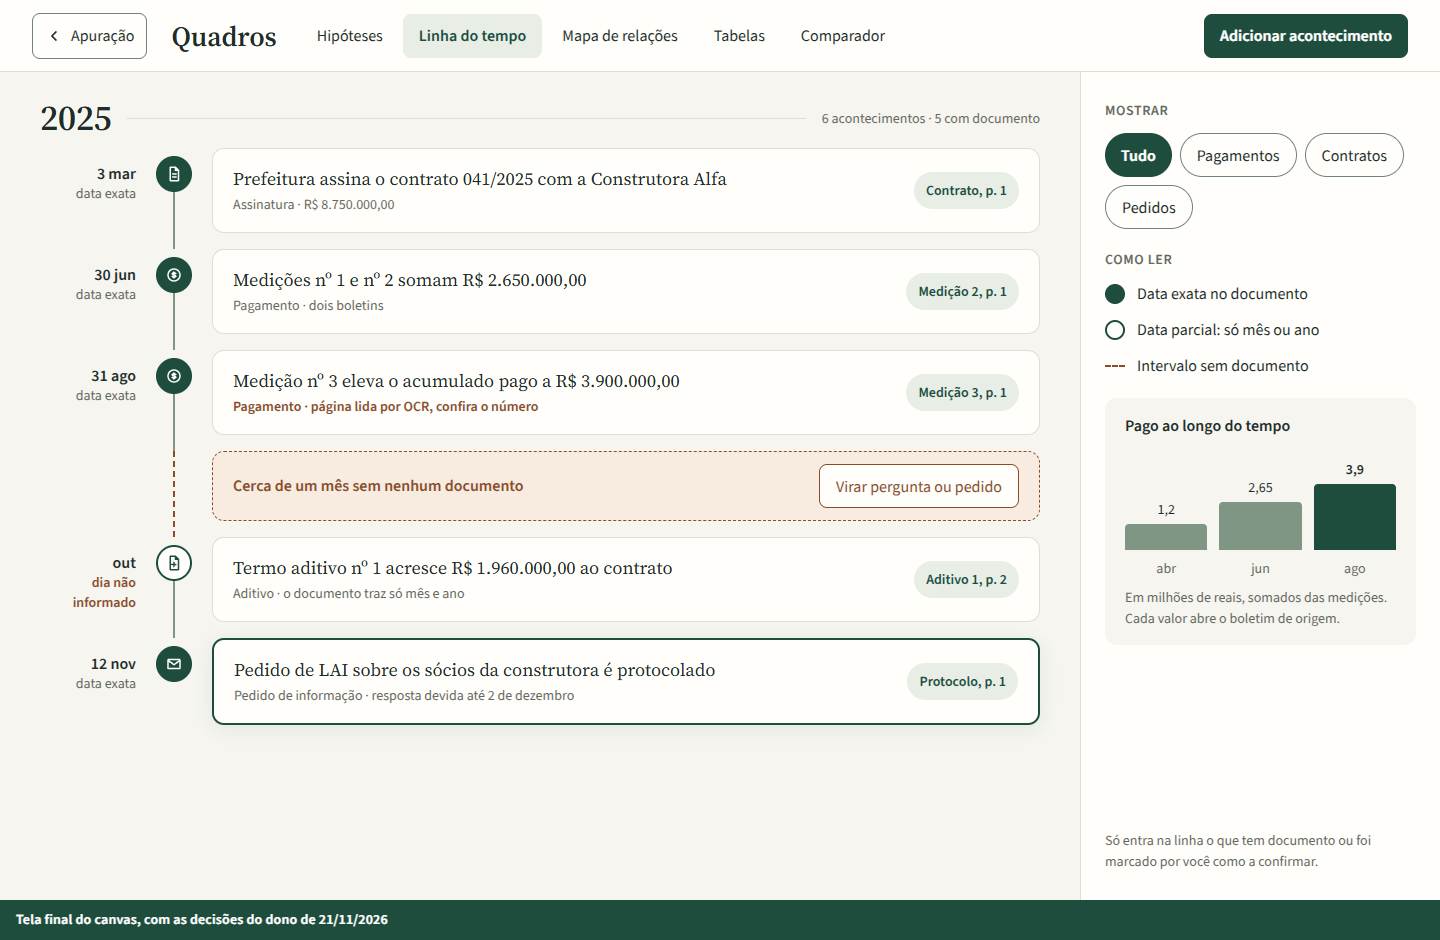 Apuração
Quadros
Hipóteses
Linha do tempo
Mapa de relações
Tabelas
Comparador
Adicionar acontecimento
2025
6 acontecimentos · 5 com documento
3 mar
data exata
Prefeitura assina o contrato 041/2025 com a Construtora Alfa
Assinatura · R$ 8.750.000,00
Contrato, p. 1
30 jun
data exata
Medições nº 1 e nº 2 somam R$ 2.650.000,00
Pagamento · dois boletins
Medição 2, p. 1
31 ago
data exata
Medição nº 3 eleva o acumulado pago a R$ 3.900.000,00
Pagamento · página lida por OCR, confira o número
Medição 3, p. 1
Cerca de um mês sem nenhum documento
Virar pergunta ou pedido
out
dia não
informado
Termo aditivo nº 1 acresce R$ 1.960.000,00 ao contrato
Aditivo · o documento traz só mês e ano
Aditivo 1, p. 2
12 nov
data exata
Pedido de LAI sobre os sócios da construtora é protocolado
Pedido de informação · resposta devida até 2 de dezembro
Protocolo, p. 1
MOSTRAR
Tudo
Pagamentos
Contratos
Pedidos
COMO LER
Data exata no documento
Data parcial: só mês ou ano
Intervalo sem documento
Pago ao longo do tempo
1,2
2,65
3,9
abr
jun
ago
Em milhões de reais, somados das medições.
Cada valor abre o boletim de origem.
Só entra na linha o que tem documento ou foi
marcado por você como a confirmar.
Tela final do canvas, com as decisões do dono de 21/11/2026